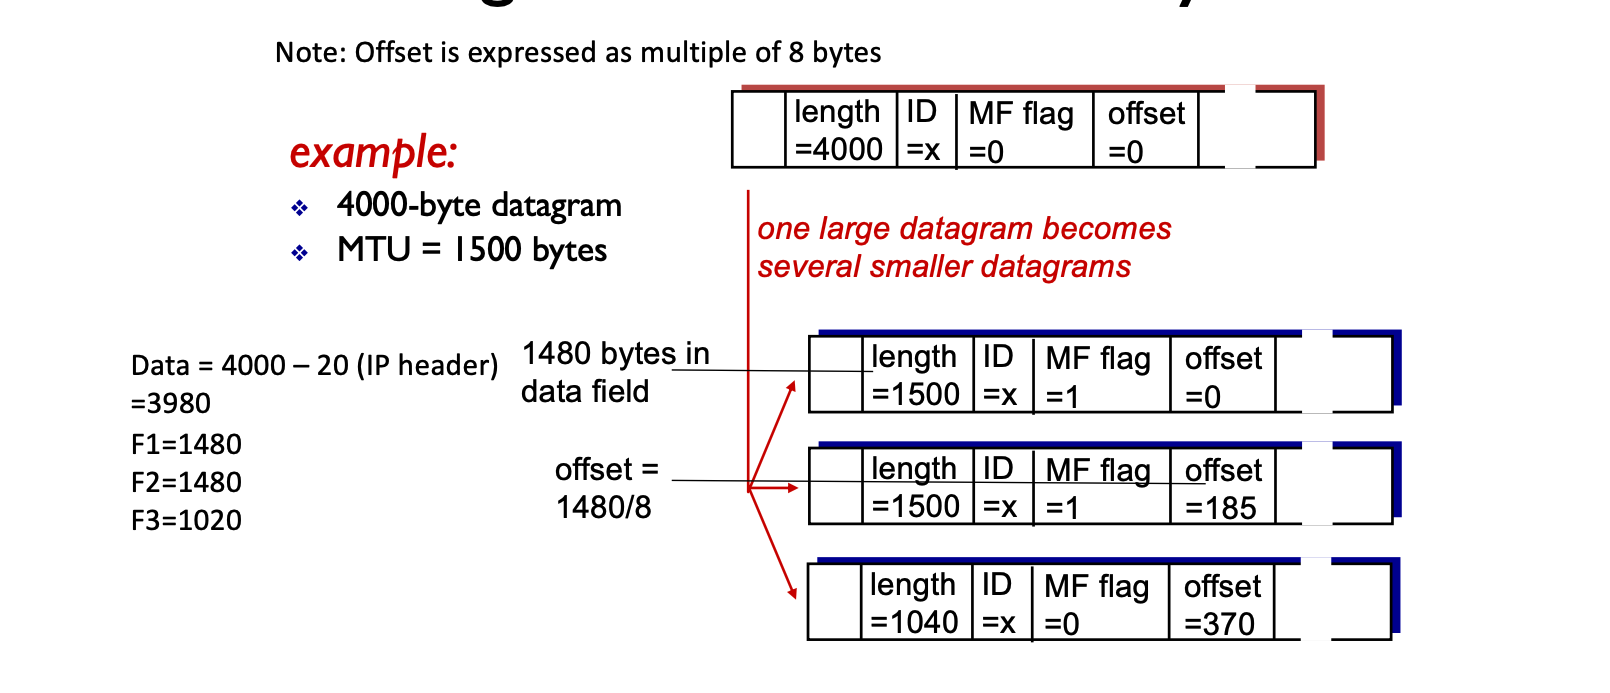 Note: Offset is expressed as multiple of 8 bytes
length ID MF flag offset
=4000 =x =0 =0
example:
❖ 4000-byte datagram
❖ MTU = 1500 bytes
one large datagram becomes
several smaller datagrams
Data = 4000 – 20 (IP header)
=3980
F1=1480
F2=1480
F3=1020
1480 bytes in
data field
length ID MF flag offset
=1500 =x =1 =0
offset =
1480/8
length ID MF flag offset
=1500 =x =1 =185
length ID MF flag offset
=1040 =x =0 =370